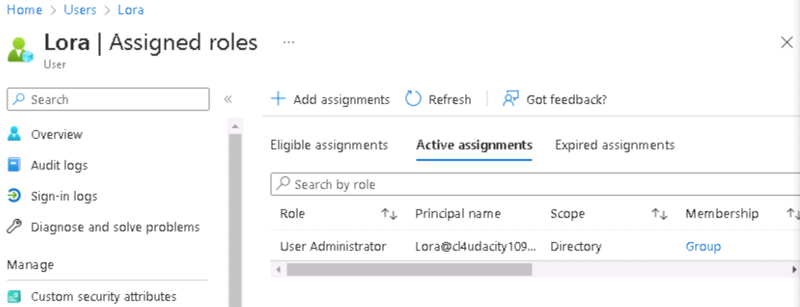 Home > Users > Lora
Lora | Assigned roles ...
User
Search
«
Overview
Audit logs
Sign-in logs
Diagnose and solve problems
Manage
Custom security attributes
+ Add assignments Refresh | Got feedback?
Eligible assignments Active assignments Expired assignments
Search by role
Role Principal name Scope Membership
User Administrator Lora@cl4udacity109... Directory Group